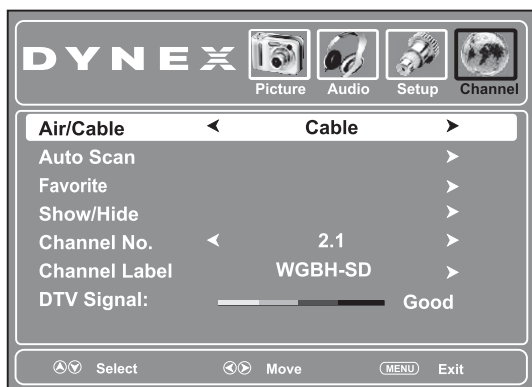 DYNEX
Picture Audio Setup Channel
Air/Cable Cable
Auto Scan
Favorite
Show/Hide
Channel No. 2.1
Channel Label WGBH-SD
DTV Signal: Good
Select Move MENU Exit